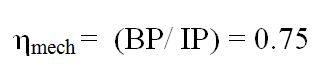 ηmech = (BP/ IP) = 0.75